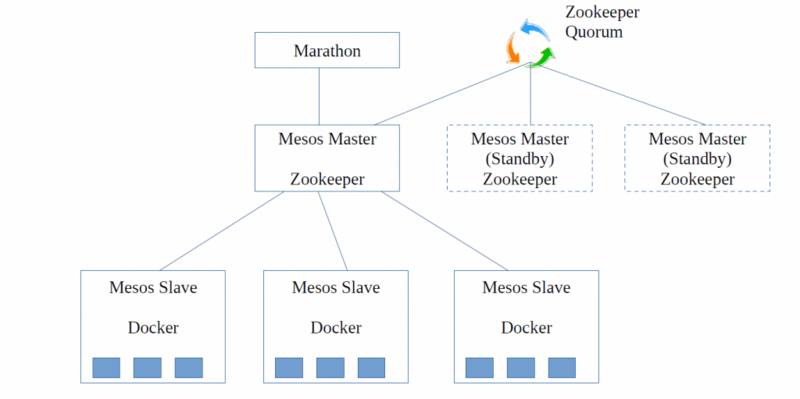 Zookeeper
Quorum
Marathon
Mesos Master
Zookeeper
Mesos Master
(Standby)
Zookeeper
Mesos Master
(Standby)
Zookeeper
Mesos Slave
Docker
Mesos Slave
Docker
Mesos Slave
Docker